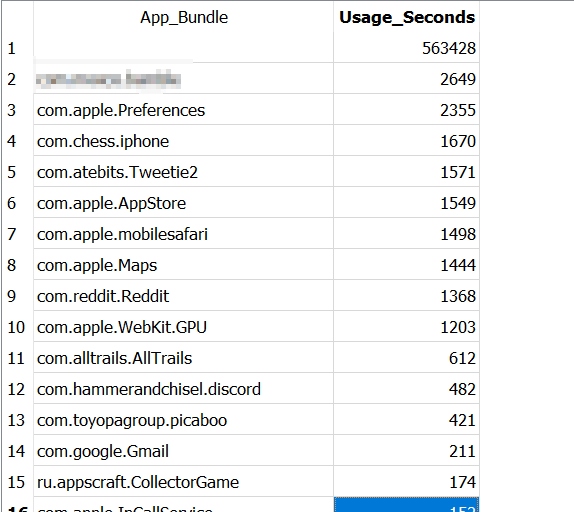 App_Bundle Usage_Seconds
1 563428
2 2649
3 com.apple.Preferences 2355
4 com.chess.iphone 1670
5 com.atebits.Tweetie2 1571
6 com.apple.AppStore 1549
7 com.apple.mobilesafari 1498
8 com.apple.Maps 1444
9 com.reddit.Reddit 1368
10 com.apple.WebKit.GPU 1203
11 com.alltrails.AllTrails 612
12 com.hammerandchisel.discord 482
13 com.toyopagroup.picaboo 421
14 com.google.Gmail 211
15 ru.appscraft.CollectorGame 174
16 com.apple.InCallService 152